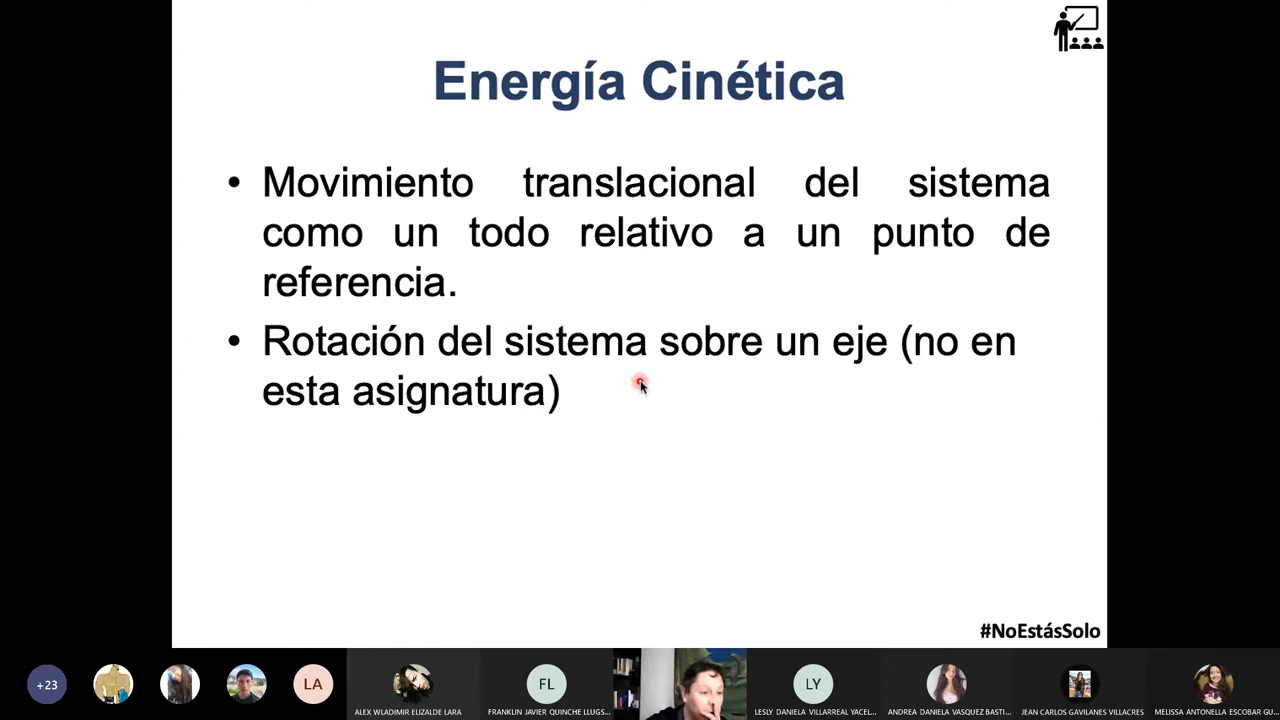 Energía Cinética
• Movimiento translacional del sistema
como un todo relativo a un punto de
referencia.
• Rotación del sistema sobre un eje (no en
esta asignatura)
#NoEstásSolo
+23
LA
FL
LY
ALEX WLADIMIR ELIZALDE LARA
FRANKLIN JAVIER QUINCHE LLUGS...
LESLY DANIELA VILLARREAL YACEL...
ANDREA DANIELA VASQUEZ BASTI...
JEAN CARLOS GAVILANES VILLACRES
MELISSA ANTONELLA ESCOBAR GU...